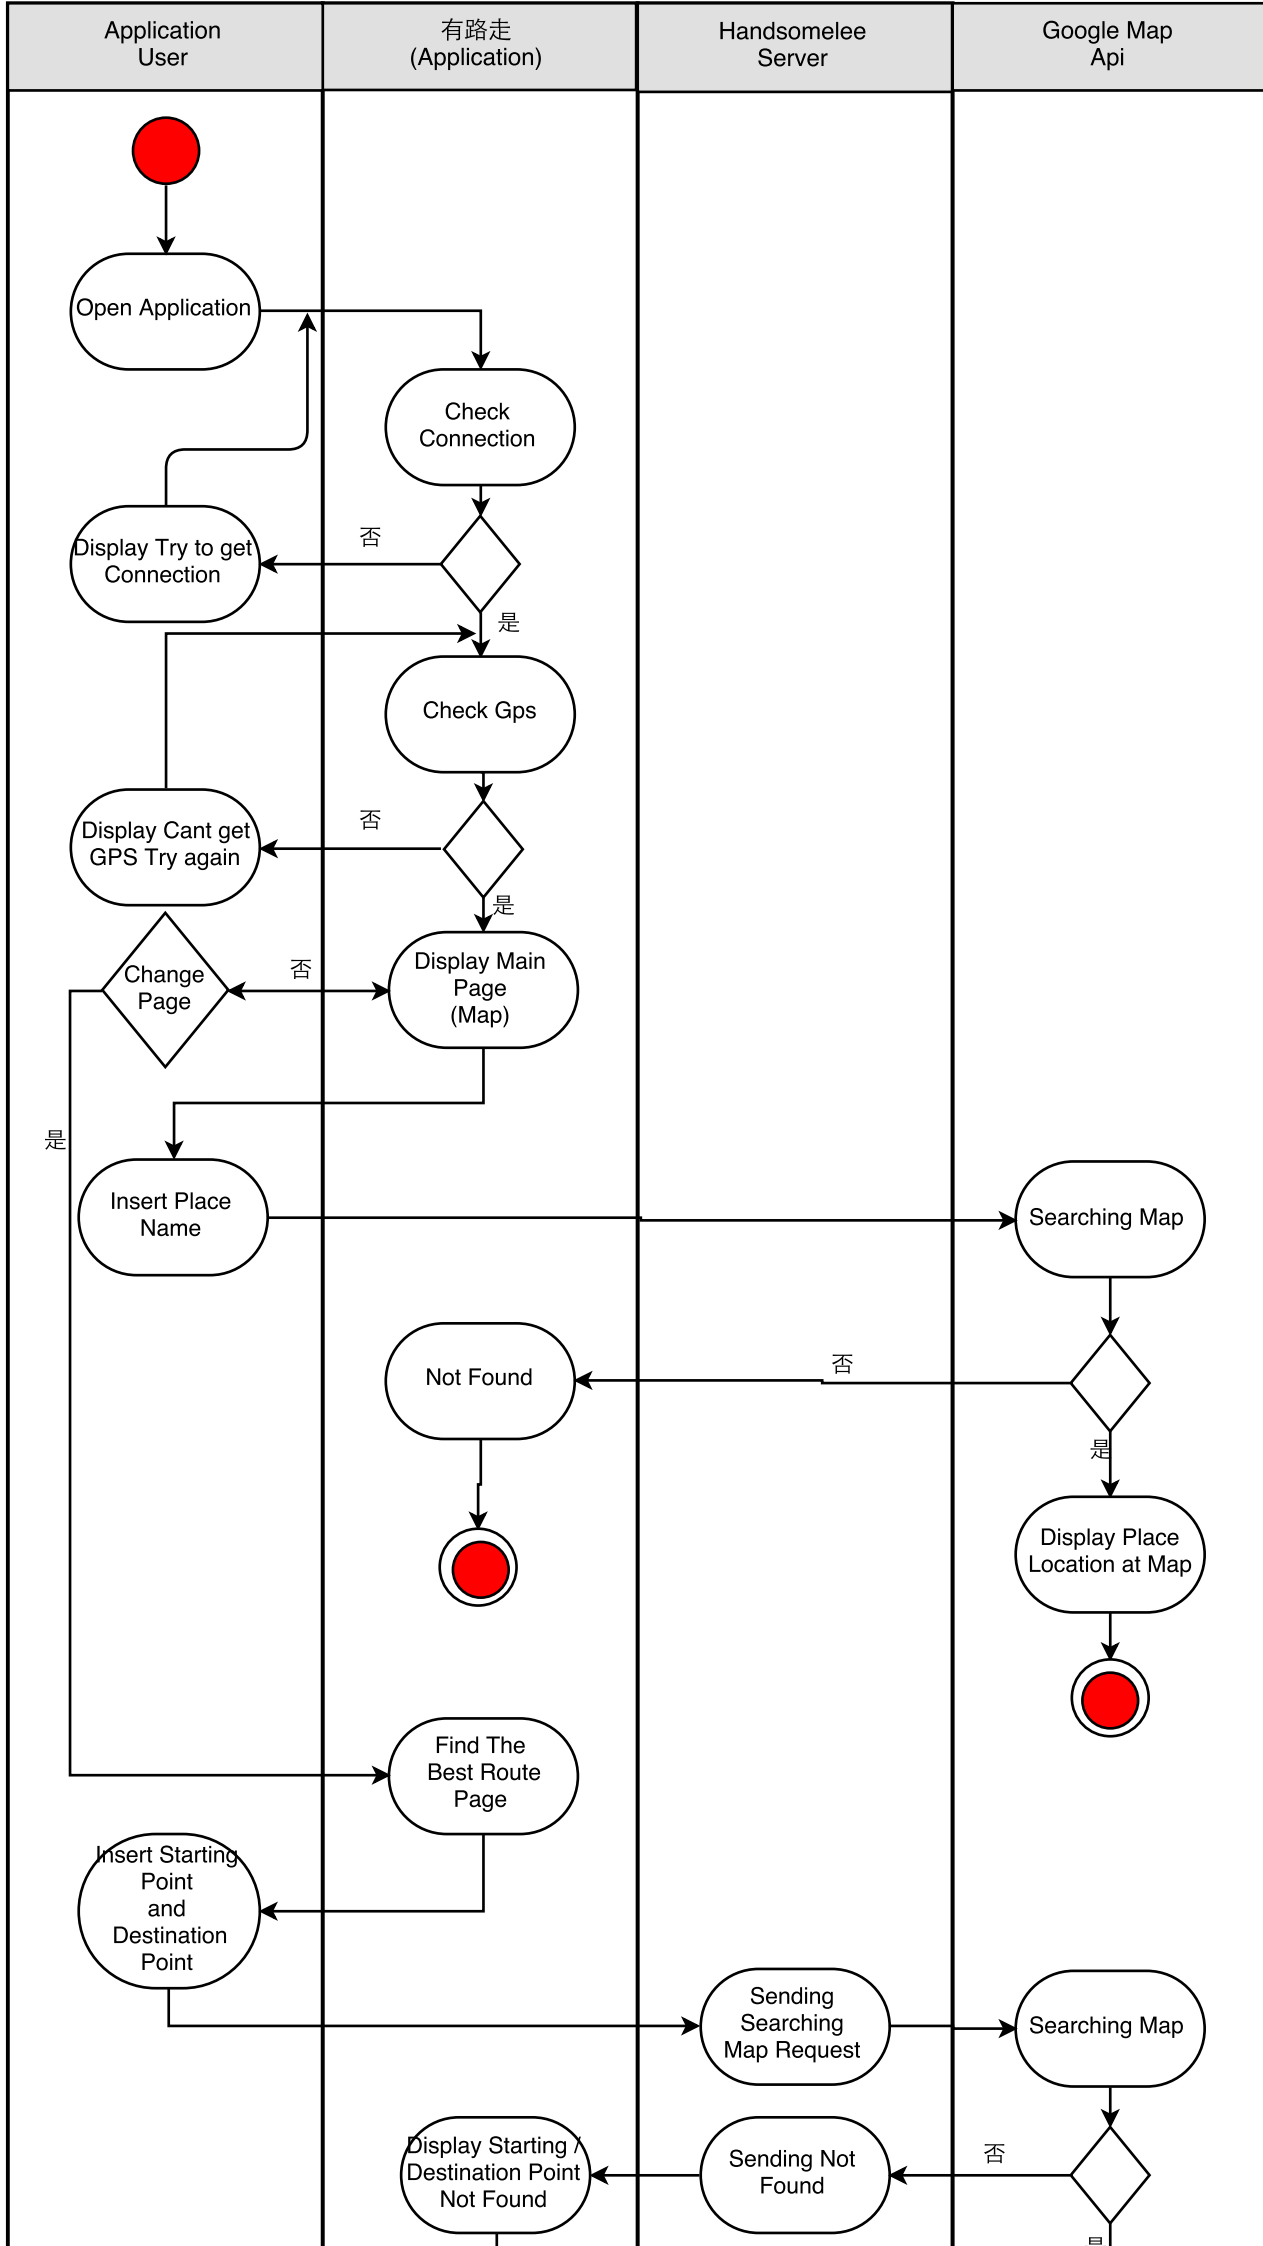 Application
User
有路走
(Application)
Handsomelee
Server
Google Map
Api
Open Application
Check
Connection
否
Display Try to get
Connection
是
Check Gps
否
Display Cant get
GPS Try again
是
Change
Page
否
Display Main
Page
(Map)
是
Insert Place
Name
Searching Map
否
Not Found
是
Display Place
Location at Map
Find The
Best Route
Page
Insert Starting
Point
and
Destination
Point
Sending
Searching
Map Request
Searching Map
否
Display Starting /
Destination Point
Not Found
Sending Not
Found